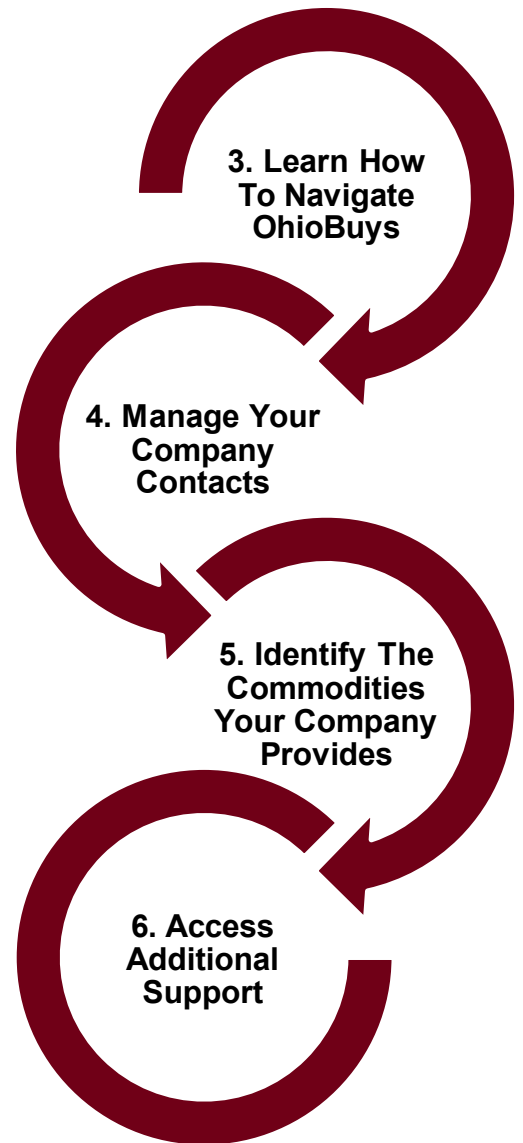 3. Learn How
To Navigate
OhioBuys
4. Manage Your
Company
Contacts
5. Identify The
Commodities
Your Company
Provides
6. Access
Additional
Support